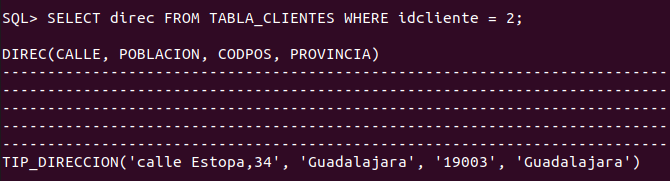 SQL> SELECT direc FROM TABLA_CLIENTES WHERE idcliente = 2;
DIREC(CALLE, POBLACION, CODPOS, PROVINCIA)
--------------------------------------------------------------------------------
--------------------------------------------------------------------------------
--------------------------------------------------------------------------------
--------------------------------------------------------------------------------
--------------------------------------------------------------------------------
TIP_DIRECCION('calle Estopa,34', 'Guadalajara', '19003', 'Guadalajara')